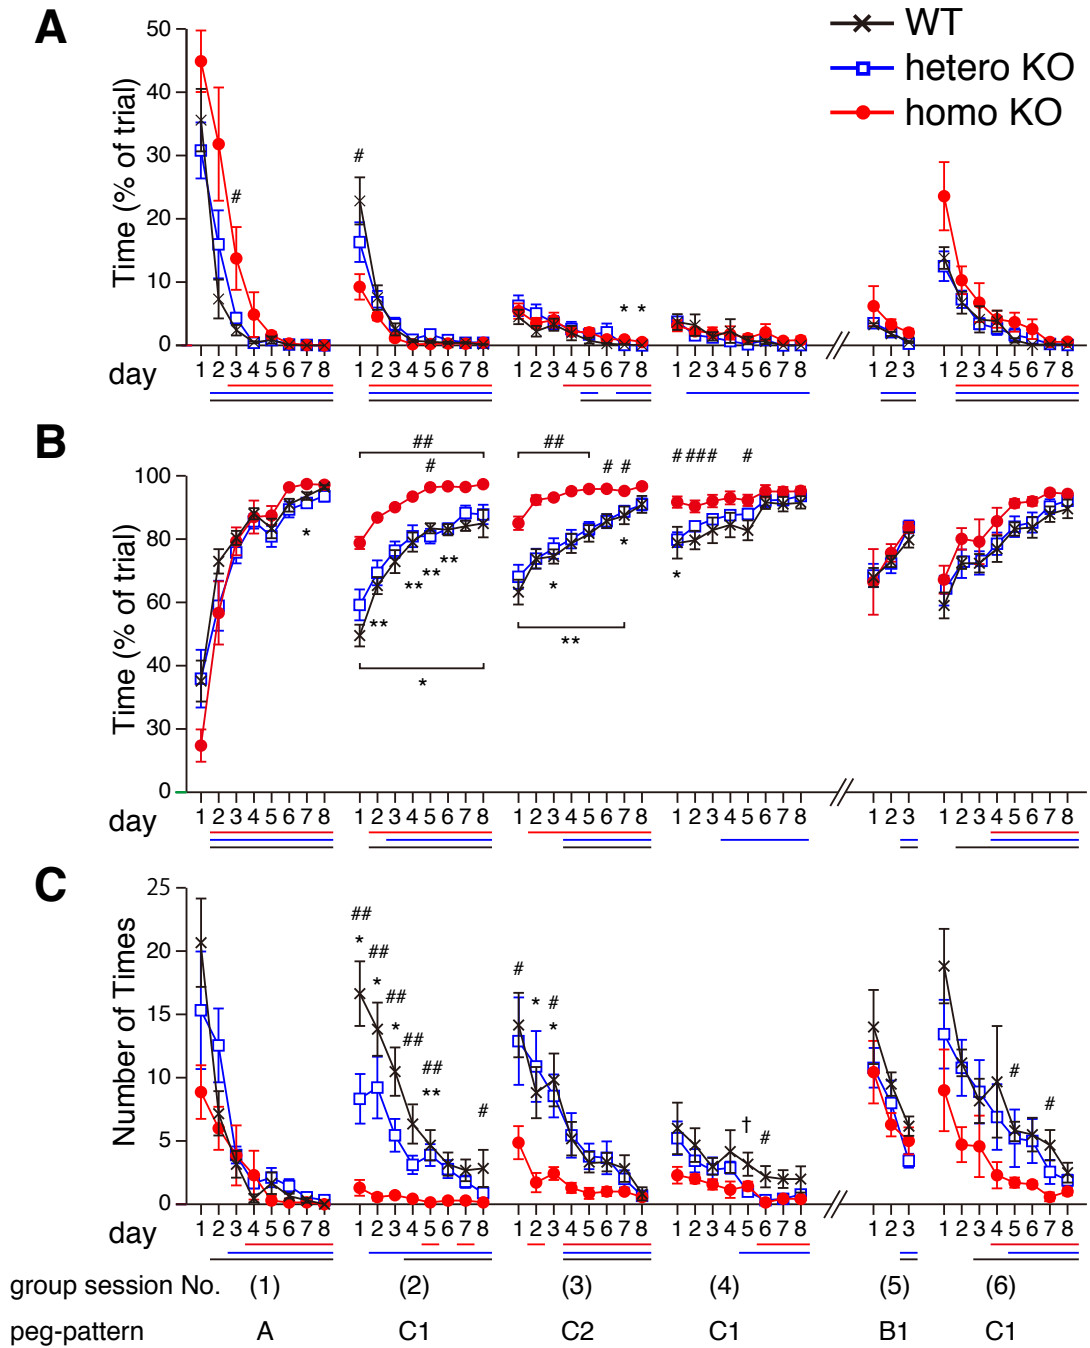 A
WT
hetero KO
homo KO
Time (% of trial)
50
40
30
20
10
0
#
#
* *
day
1 2 3 4 5 6 7 8
1 2 3 4 5 6 7 8
1 2 3 4 5 6 7 8
1 2 3 4 5 6 7 8
1 2 3
1 2 3 4 5 6 7 8
B
Time (% of trial)
100
80
60
40
30
0
*
##
#
**
**
**
**
*
##
# #
*
*
**
# ## # #
*
day
1 2 3 4 5 6 7 8
1 2 3 4 5 6 7 8
1 2 3 4 5 6 7 8
1 2 3 4 5 6 7 8
1 2 3
1 2 3 4 5 6 7 8
C
Number of Times
25
20
15
10
5
0
##
*
##
*
##
*
##
##
**
#
#
*
#
*
†
#
#
#
day
1 2 3 4 5 6 7 8
1 2 3 4 5 6 7 8
1 2 3 4 5 6 7 8
1 2 3 4 5 6 7 8
1 2 3
1 2 3 4 5 6 7 8
group session No. (1) (2) (3) (4) (5) (6)
peg-pattern A C1 C2 C1 B1 C1